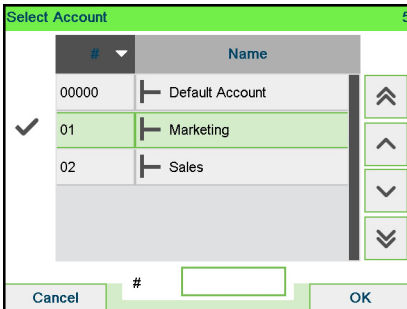 Select Account 5
# Name
00000 Default Account
01 Marketing
02 Sales
#
Cancel OK